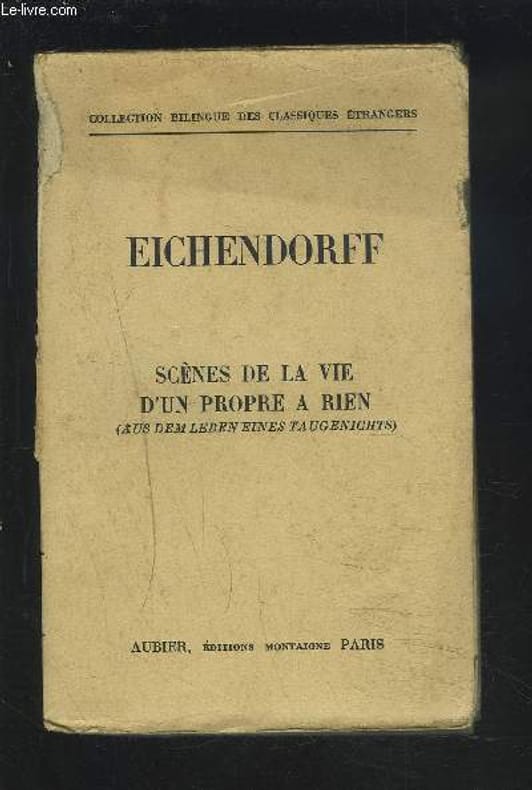 Le-livre.com
COLLECTION BILINGUE DES CLASSIQUES ÉTRANGERS
EICHENDORFF
SCÈNES DE LA VIE
D'UN PROPRE A RIEN
(AUS DEM LEBEN EINES TAUGENICHTS)
AUBIER, ÉDITIONS MONTAIGNE PARIS